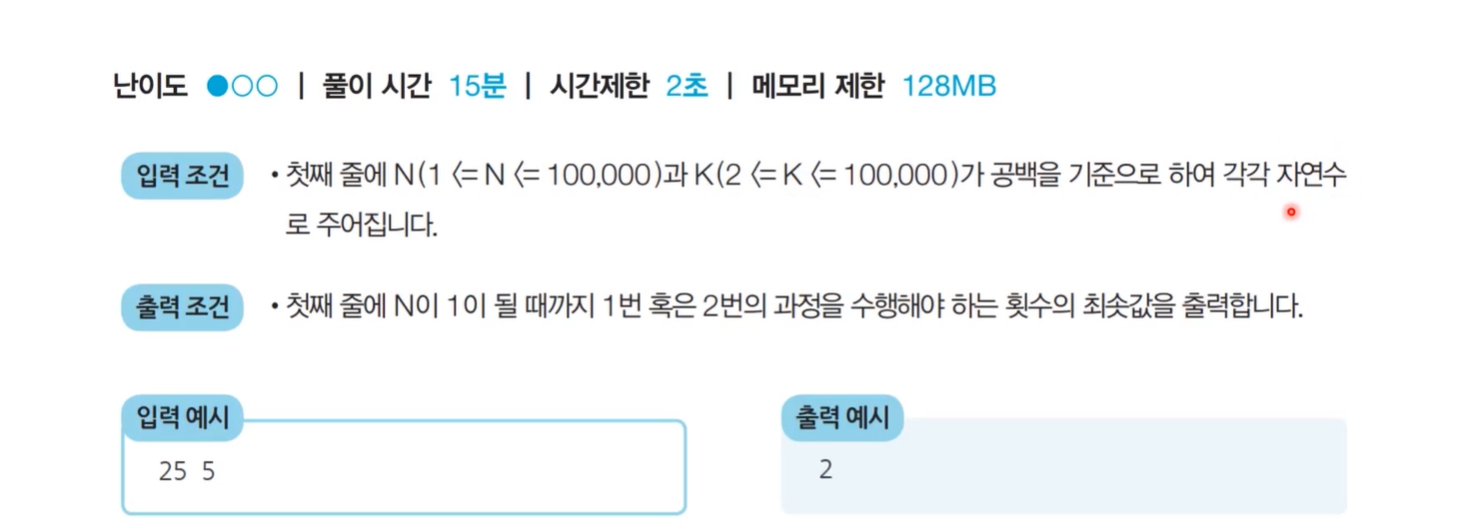 난이도 ●○○ | 풀이 시간 15분 | 시간제한 2초 | 메모리 제한 128MB
입력 조건 • 첫째 줄에 N(1 <= N <= 100,000)과 K(2 <= K <= 100,000)가 공백을 기준으로 하여 각각 자연수
로 주어집니다.
출력 조건 • 첫째 줄에 N이 1이 될 때까지 1번 혹은 2번의 과정을 수행해야 하는 횟수의 최솟값을 출력합니다.
입력 예시
25 5
출력 예시
2